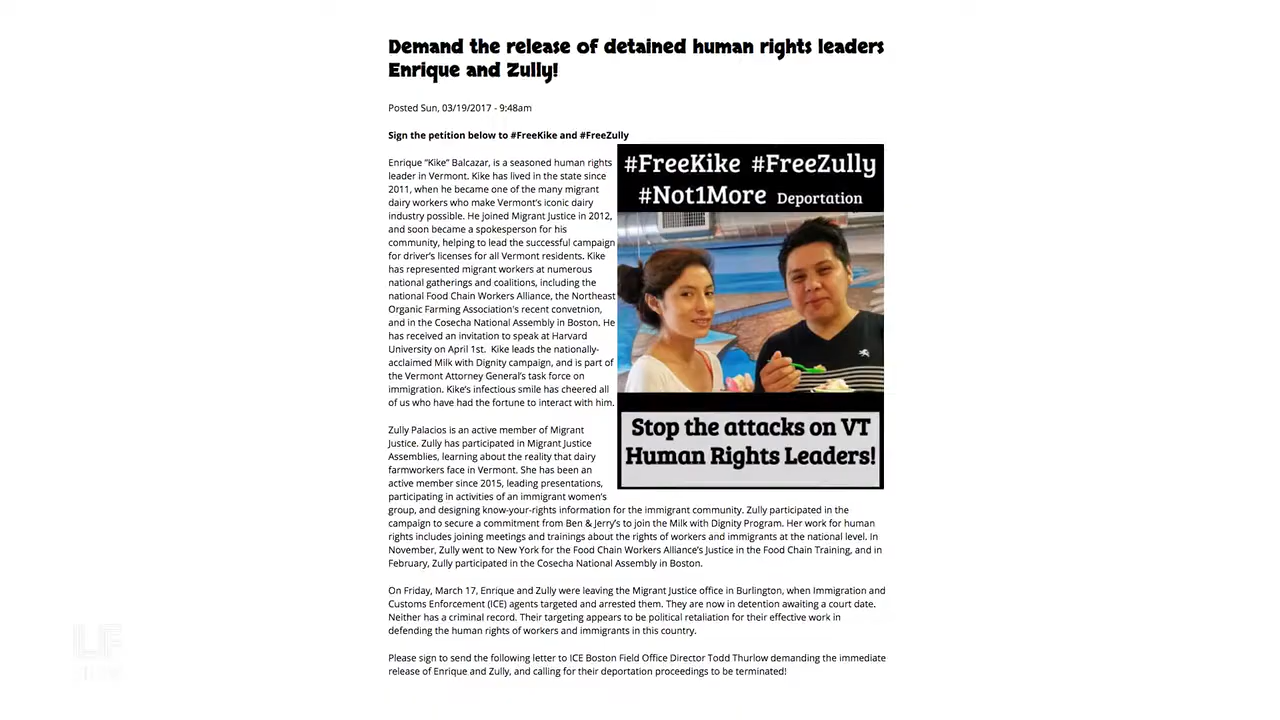 Demand the release of detained human rights leaders
Enrique and Zully!
Posted Sun, 03/19/2017 - 9:48am
Sign the petition below to #FreeKike and #FreeZully
Enrique “Kike” Balcazar, is a seasoned human rights
leader in Vermont. Kike has lived in the state since
2011, when he became one of the many migrant
dairy workers who make Vermont's iconic dairy
industry possible. He joined Migrant Justice in 2012,
and soon became a spokesperson for his
community, helping to lead the successful campaign
for driver's licenses for all Vermont residents. Kike
has represented migrant workers at numerous
national gatherings and coalitions, including the
national Food Chain Workers Alliance, the Northeast
Organic Farming Association's recent convetnion,
and in the Cosecha National Assembly in Boston. He
has received an invitation to speak at Harvard
University on April 1st. Kike leads the nationally-
acclaimed Milk with Dignity campaign, and is part of
the Vermont Attorney General's task force on
immigration. Kike's infectious smile has cheered all
of us who have had the fortune to interact with him.
#FreeKike #FreeZully
#Not1More Deportation
Stop the attacks on VT
Human Rights Leaders!
Zully Palacios is an active member of Migrant
Justice. Zully has participated in Migrant Justice
Assemblies, learning about the reality that dairy
farmworkers face in Vermont. She has been an
active member since 2015, leading presentations,
participating in activities of an immigrant women's
group, and designing know-your-rights information for the immigrant community. Zully participated in the
campaign to secure a commitment from Ben & Jerry's to join the Milk with Dignity Program. Her work for human
rights includes joining meetings and trainings about the rights of workers and immigrants at the national level. In
November, Zully went to New York for the Food Chain Workers Alliance's Justice in the Food Chain Training, and in
February, Zully participated in the Cosecha National Assembly in Boston.
On Friday, March 17, Enrique and Zully were leaving the Migrant Justice office in Burlington, when Immigration and
Customs Enforcement (ICE) agents targeted and arrested them. They are now in detention awaiting a court date.
Neither has a criminal record. Their targeting appears to be political retaliation for their effective work in
defending the human rights of workers and immigrants in this country.
Please sign to send the following letter to ICE Boston Field Office Director Todd Thurlow demanding the immediate
release of Enrique and Zully, and calling for their deportation proceedings to be terminated!